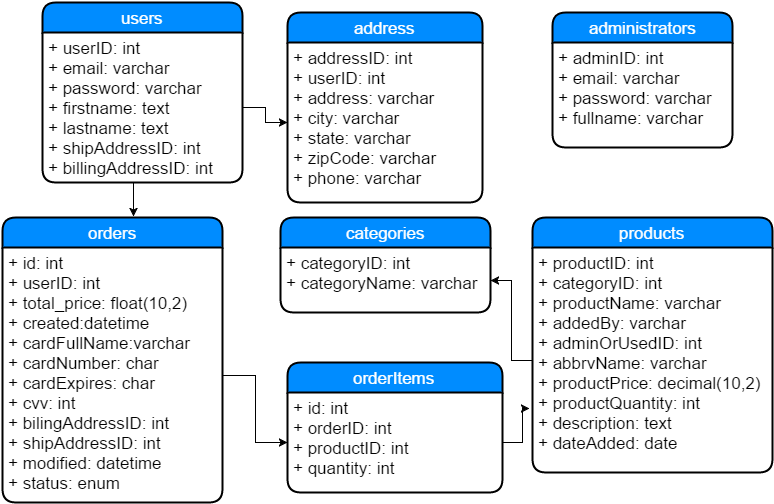 users
+ userID: int
+ email: varchar
+ password: varchar
+ firstname: text
+ lastname: text
+ shipAddressID: int
+ billingAddressID: int
address
+ addressID: int
+ userID: int
+ address: varchar
+ city: varchar
+ state: varchar
+ zipCode: varchar
+ phone: varchar
administrators
+ adminID: int
+ email: varchar
+ password: varchar
+ fullname: varchar
orders
+ id: int
+ userID: int
+ total_price: float(10,2)
+ created:datetime
+ cardFullName:varchar
+ cardNumber: char
+ cardExpires: char
+ cvv: int
+ bilingAddressID: int
+ shipAddressID: int
+ modified: datetime
+ status: enum
categories
+ categoryID: int
+ categoryName: varchar
orderItems
+ id: int
+ orderID: int
+ productID: int
+ quantity: int
products
+ productID: int
+ categoryID: int
+ productName: varchar
+ addedBy: varchar
+ adminOrUsedID: int
+ abbrvName: varchar
+ productPrice: decimal(10,2)
+ productQuantity: int
+ description: text
+ dateAdded: date